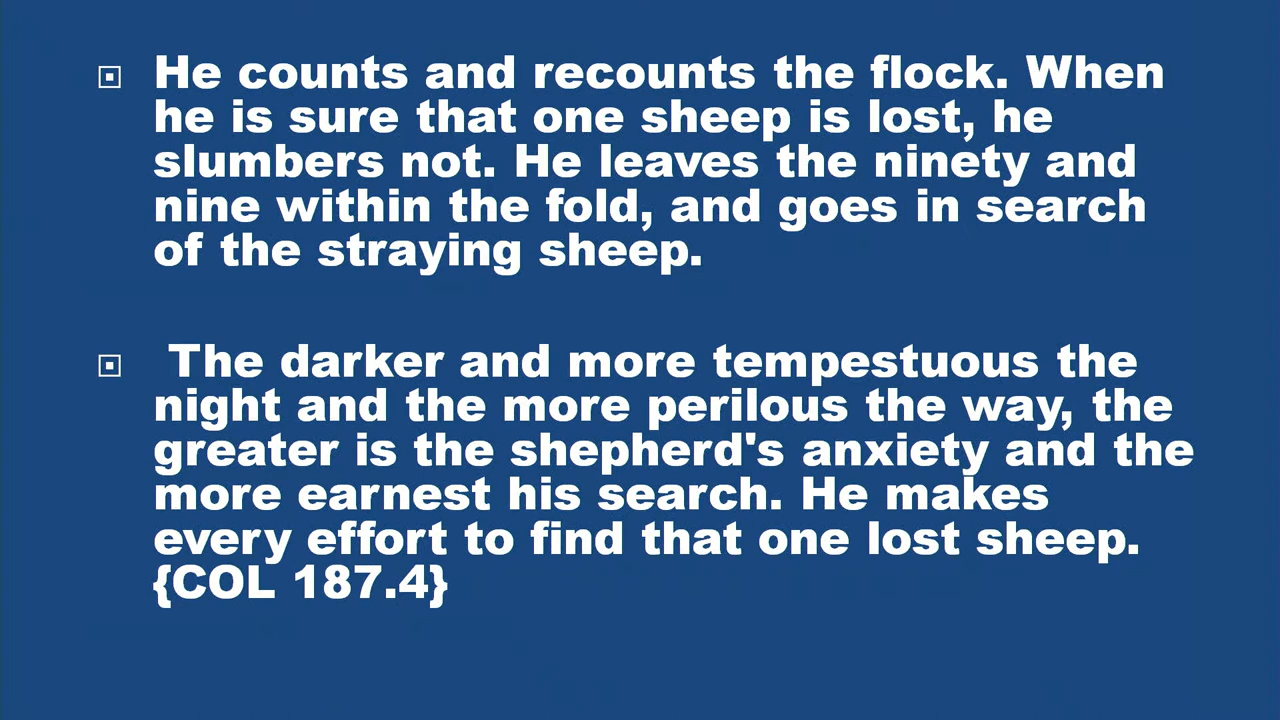 He counts and recounts the flock. When
he is sure that one sheep is lost, he
slumbers not. He leaves the ninety and
nine within the fold, and goes in search
of the straying sheep.
The darker and more tempestuous the
night and the more perilous the way, the
greater is the shepherd's anxiety and the
more earnest his search. He makes
every effort to find that one lost sheep.
{COL 187.4}